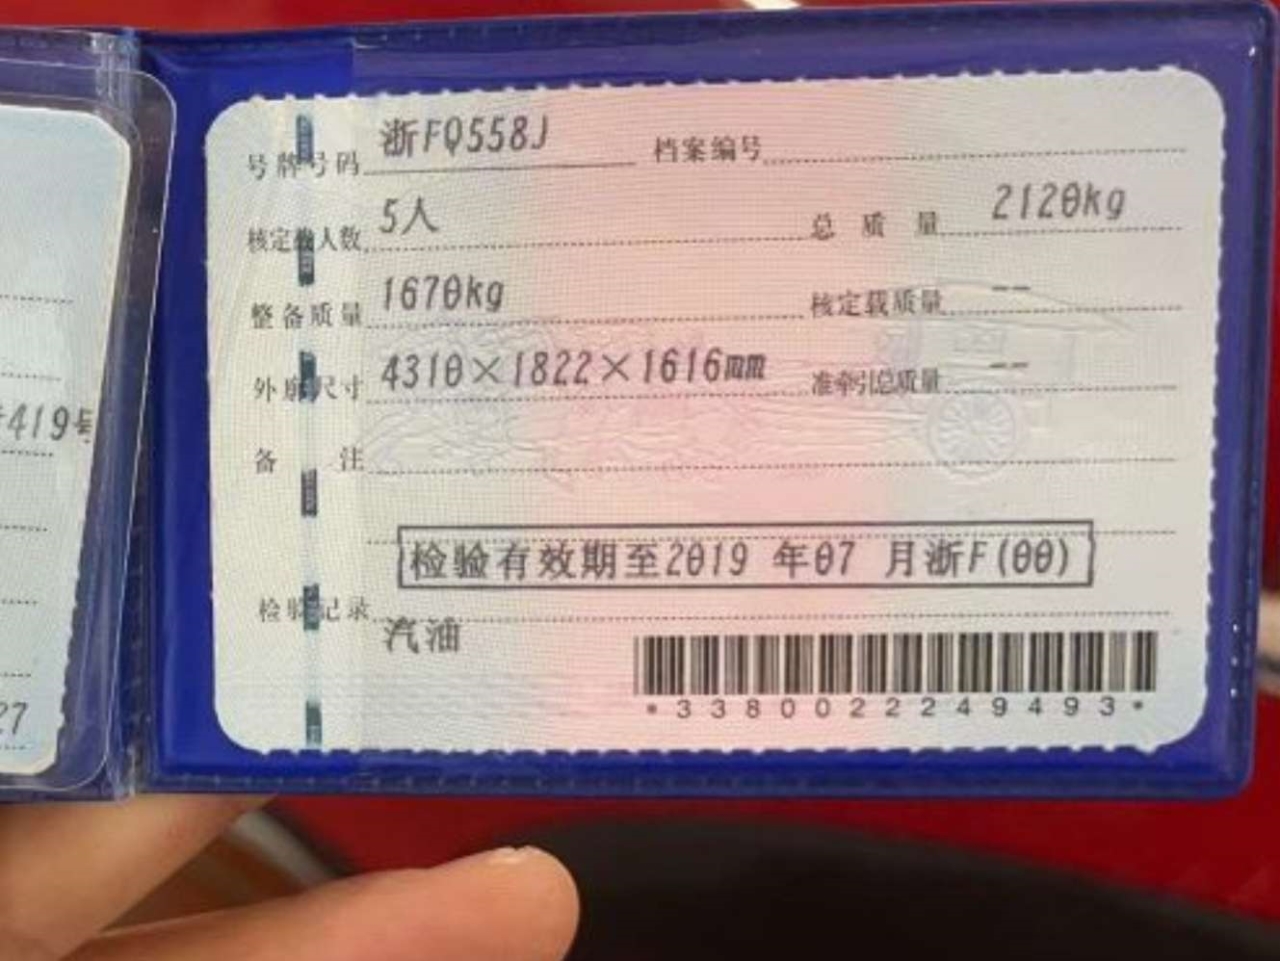 号牌号码 浙FQ558J 档案编号
核定载人数 5人 总质量 2120kg
整备质量 1670kg 核定载质量 --
外廓尺寸 4310×1822×1616mm 准牵引总质量 --
419号
备注
检验有效期至2019 年07 月浙F(00)
检验记录
汽油
27
*3380022249493*